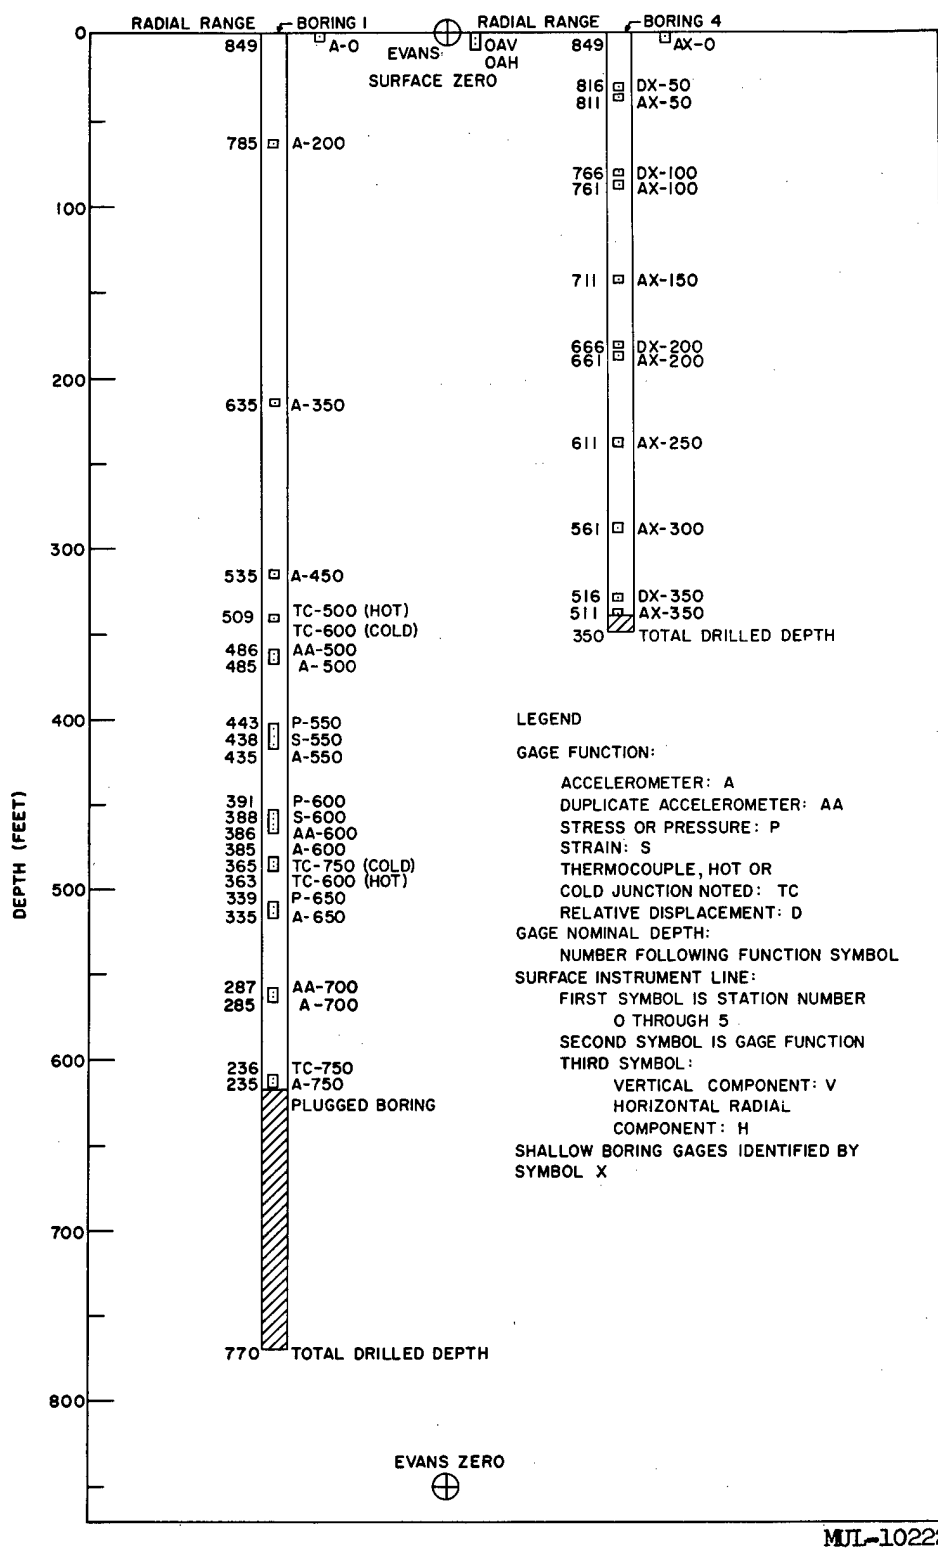 RADIAL RANGE
BORING 1
RADIAL RANGE
BORING 4
0
849
A-0
EVANS
SURFACE ZERO
OAV
OAH
849
AX-0
816 DX-50
811 AX-50
785 A-200
766 DX-100
761 AX-100
100
711 AX-150
666 DX-200
661 AX-200
200
635 A-350
611 AX-250
561 AX-300
300
535 A-450
516 DX-350
511 AX-350
350 TOTAL DRILLED DEPTH
509 TC-500 (HOT)
TC-600 (COLD)
486 AA-500
485 A-500
400
443 P-550
438 S-550
435 A-550
391 P-600
388 S-600
386 AA-600
385 A-600
365 TC-750 (COLD)
363 TC-600 (HOT)
500
339 P-650
335 A-650
287 AA-700
285 A-700
600
236 TC-750
235 A-750
PLUGGED BORING
700
770 TOTAL DRILLED DEPTH
800
DEPTH (FEET)
LEGEND
GAGE FUNCTION:
ACCELEROMETER: A
DUPLICATE ACCELEROMETER: AA
STRESS OR PRESSURE: P
STRAIN: S
THERMOCOUPLE, HOT OR
COLD JUNCTION NOTED: TC
RELATIVE DISPLACEMENT: D
GAGE NOMINAL DEPTH:
NUMBER FOLLOWING FUNCTION SYMBOL
SURFACE INSTRUMENT LINE:
FIRST SYMBOL IS STATION NUMBER
0 THROUGH 5
SECOND SYMBOL IS GAGE FUNCTION
THIRD SYMBOL:
VERTICAL COMPONENT: V
HORIZONTAL RADIAL
COMPONENT: H
SHALLOW BORING GAGES IDENTIFIED BY
SYMBOL X
EVANS ZERO